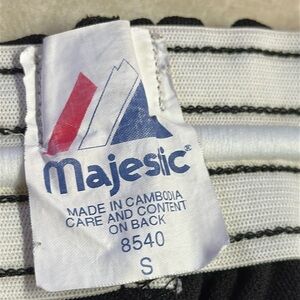 Majestic®
MADE IN CAMBODIA
CARE AND CONTENT
ON BACK
8540
S